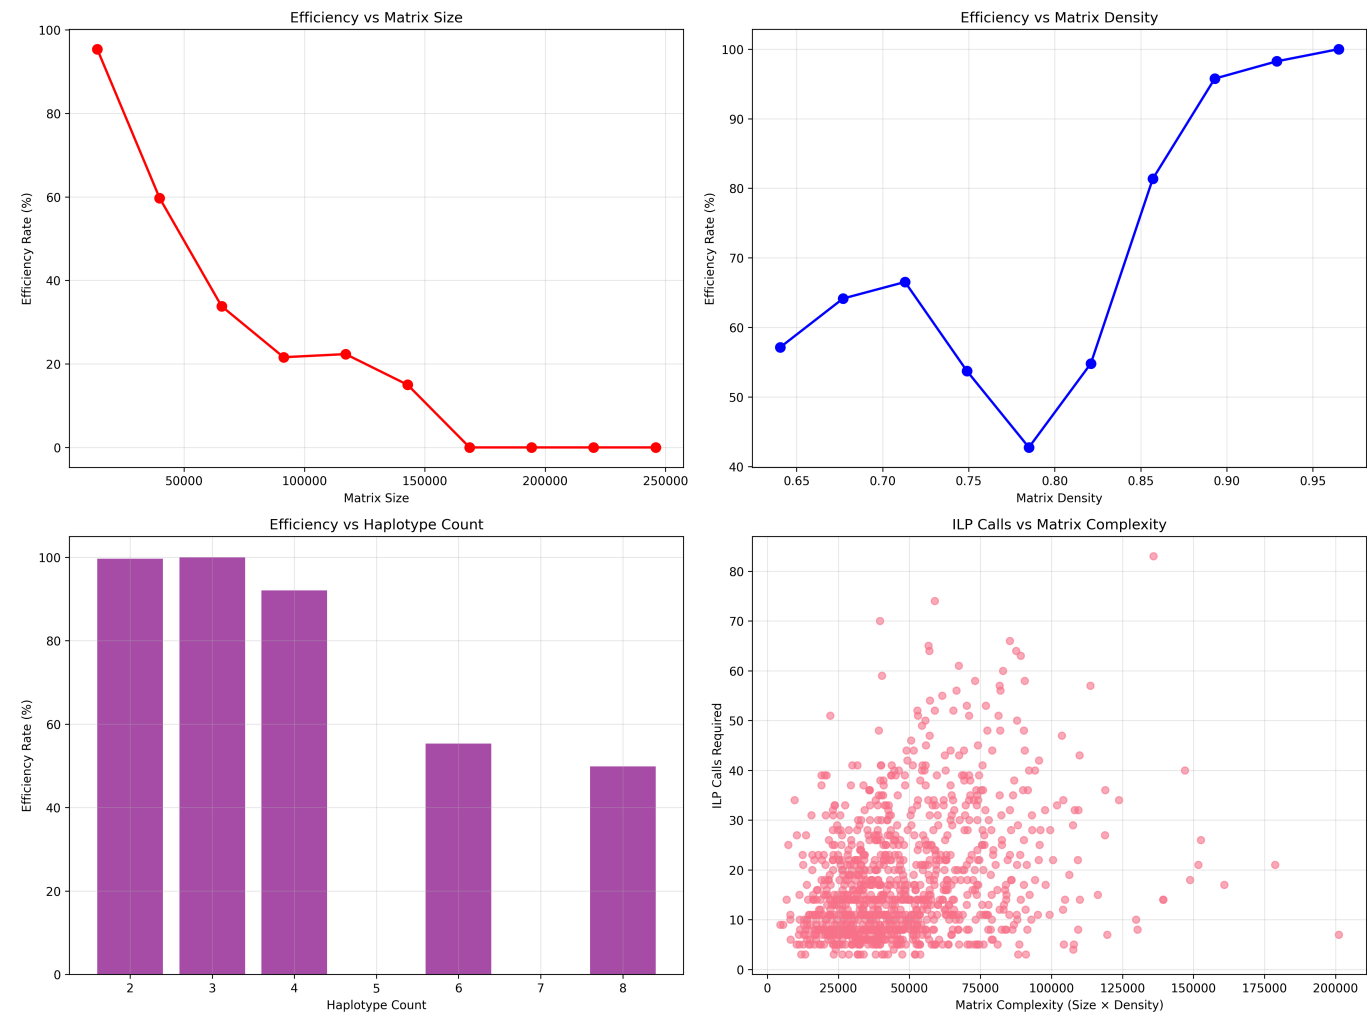 Efficiency vs Matrix Size
100
80
60
40
20
0
Efficiency Rate (%)
50000 100000 150000 200000 250000
Matrix Size
Efficiency vs Matrix Density
100
90
80
70
60
50
40
Efficiency Rate (%)
0.65 0.70 0.75 0.80 0.85 0.90 0.95
Matrix Density
Efficiency vs Haplotype Count
100
80
60
40
20
0
Efficiency Rate (%)
2 3 4 5 6 7 8
Haplotype Count
ILP Calls vs Matrix Complexity
80
70
60
50
40
30
20
10
0
ILP Calls Required
0 25000 50000 75000 100000 125000 150000 175000 200000
Matrix Complexity (Size × Density)